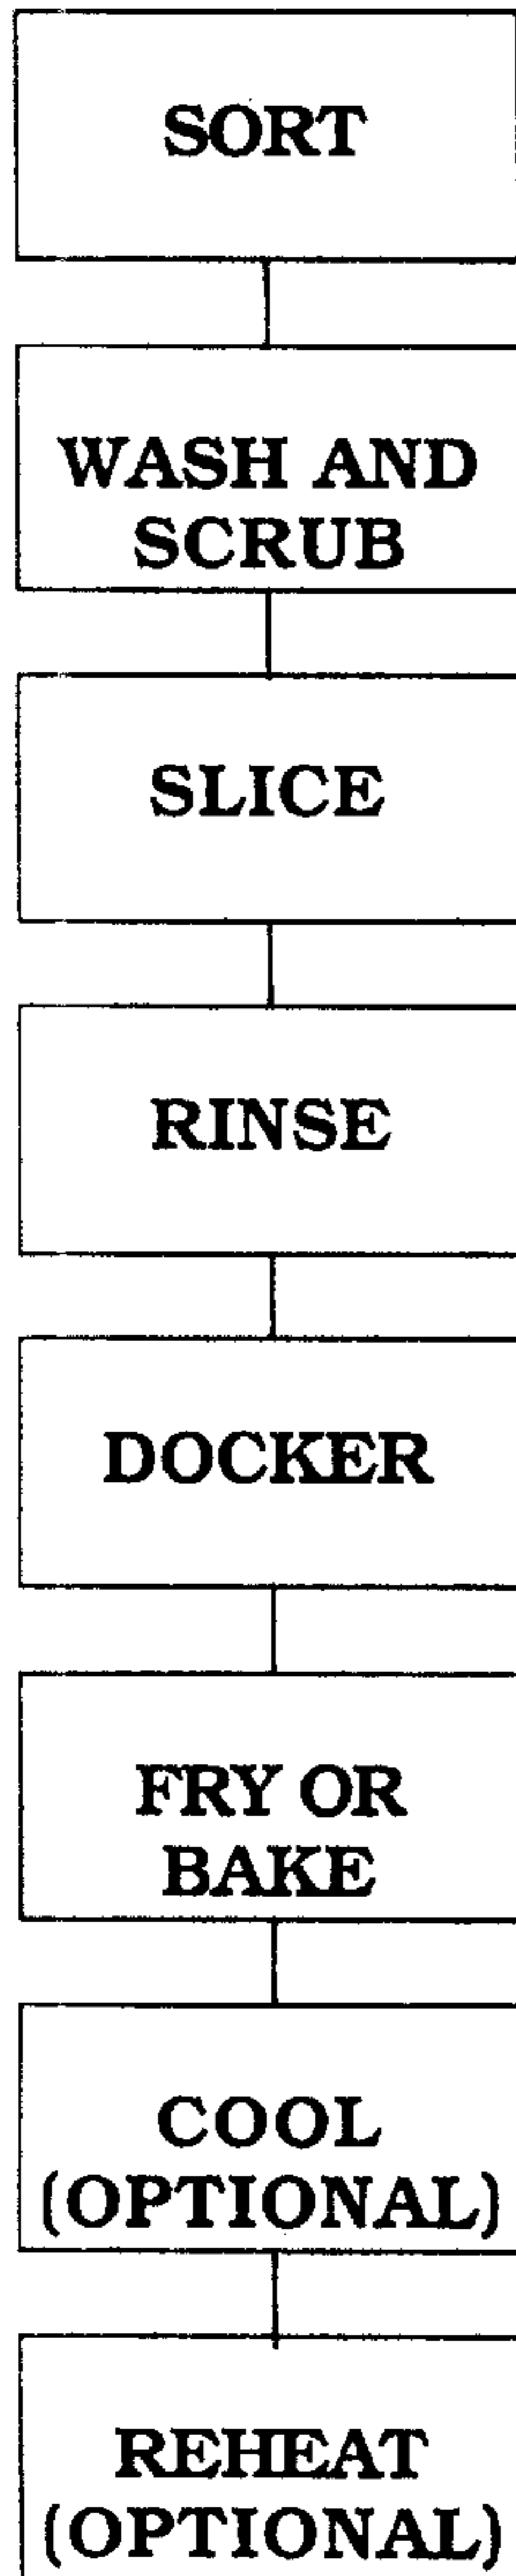 SORT
WASH AND
SCRUB
SLICE
RINSE
DOCKER
FRY OR
BAKE
COOL
(OPTIONAL)
REHEAT
(OPTIONAL)